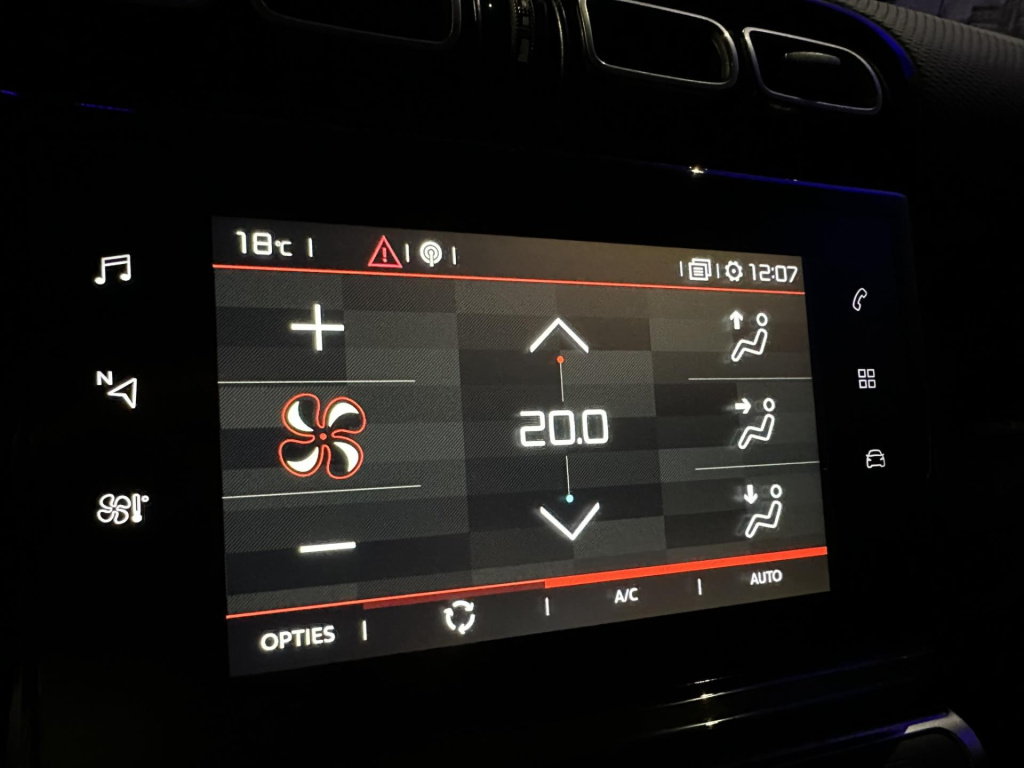 18°C
12:07
N
20.0
OPTIES
A/C
AUTO